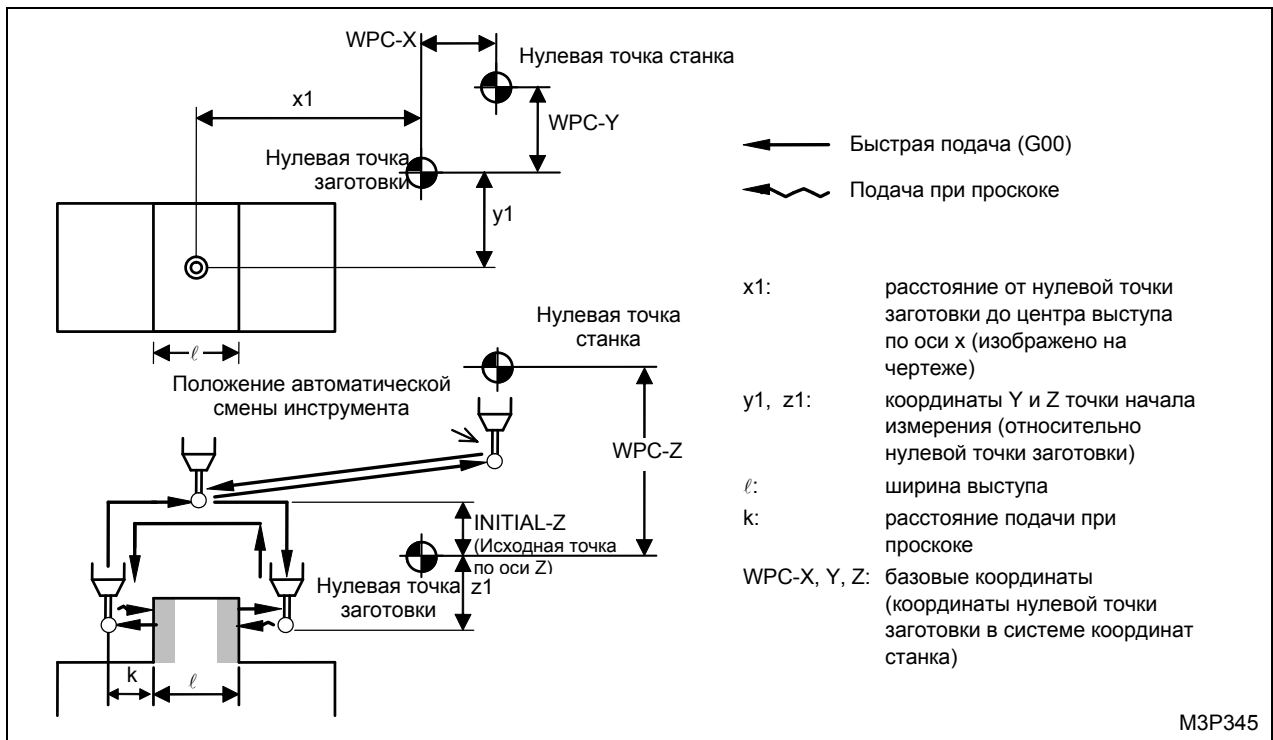 WPC-X
Нулевая точка станка
x1
WPC-Y
Нулевая точка
заготовки
y1
ℓ
Быстрая подача (G00)
Подача при проскоке
Нулевая точка
станка
Положение автоматической
смены инструмента
WPC-Z
INITIAL-Z
(Исходная точка
по оси Z)
Нулевая точка
заготовки
z1
k
ℓ
x1: расстояние от нулевой точки
заготовки до центра выступа
по оси x (изображено на
чертеже)
y1, z1: координаты Y и Z точки начала
измерения (относительно
нулевой точки заготовки)
ℓ: ширина выступа
k: расстояние подачи при
проскоке
WPC-X, Y, Z: базовые координаты
(координаты нулевой точки
заготовки в системе координат
станка)
M3P345